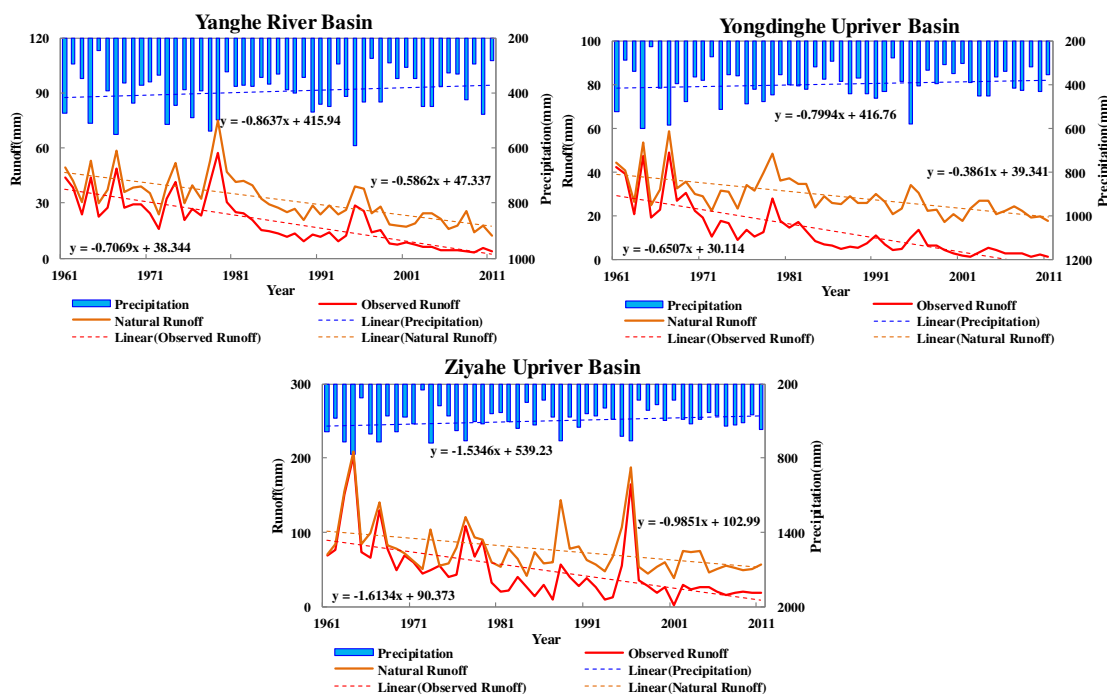 Yanghe River Basin
120
90
60
30
0
Runoff(mm)
200
400
600
800
1000
Precipitation(mm)
y = -0.8637x + 415.94
y = -0.5862x + 47.337
y = -0.7069x + 38.344
1961
1971
1981
1991
2001
2011
Year
Precipitation
Observed Runoff
Natural Runoff
Linear(Precipitation)
Linear(Observed Runoff)
Linear(Natural Runoff)
Yongdinghe Upriver Basin
100
80
60
40
20
0
Runoff(mm)
200
400
600
800
1000
1200
Precipitation(mm)
y = -0.7994x + 416.76
y = -0.3861x + 39.341
y = -0.6507x + 30.114
1961
1971
1981
1991
2001
2011
Year
Precipitation
Observed Runoff
Natural Runoff
Linear(Precipitation)
Linear(Observed Runoff)
Linear(Natural Runoff)
Ziyahe Upriver Basin
300
200
100
0
Runoff(mm)
200
800
1400
2000
Precipitation(mm)
y = -1.5346x + 539.23
y = -0.9851x + 102.99
y = -1.6134x + 90.373
1961
1971
1981
1991
2001
2011
Year
Precipitation
Observed Runoff
Natural Runoff
Linear(Precipitation)
Linear(Observed Runoff)
Linear(Natural Runoff)